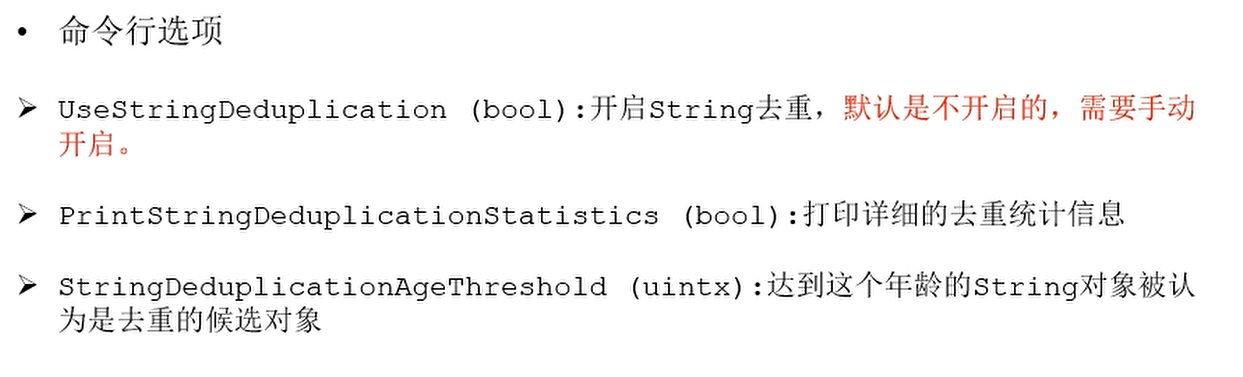 • 命令行选项
➢ UseStringDeduplication (bool):开启String去重，默认是不开启的，需要手动
开启。
➢ PrintStringDeduplicationStatistics (bool):打印详细的去重统计信息
➢ StringDeduplicationAgeThreshold (uintx):达到这个年龄的String对象被认
为是去重的候选对象